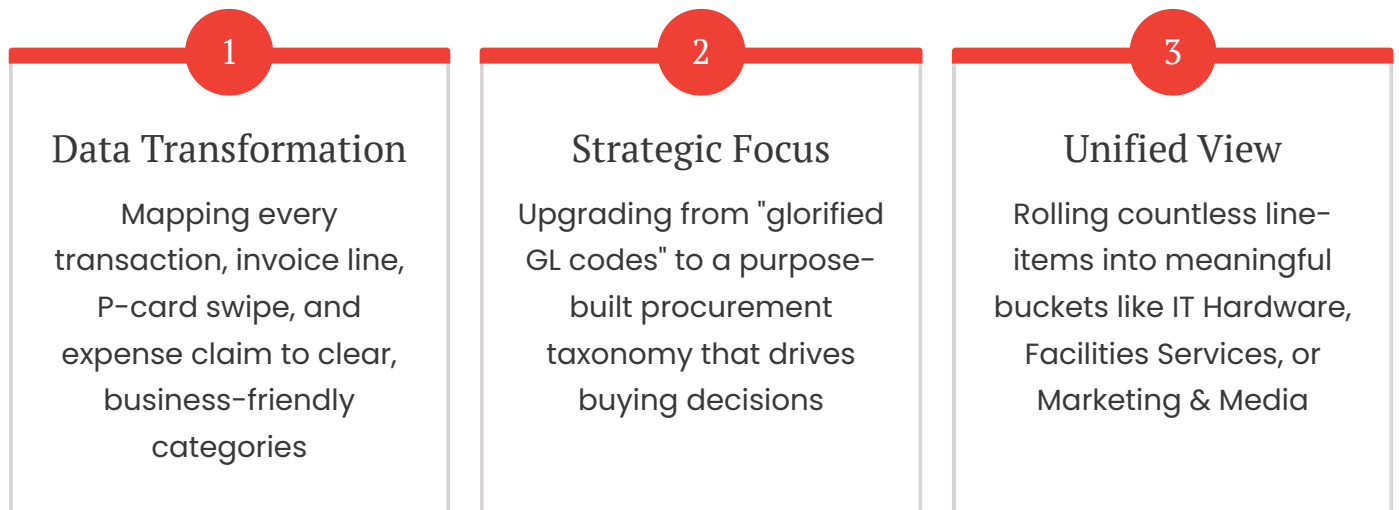 1
Data Transformation
Mapping every
transaction, invoice line,
P-card swipe, and
expense claim to clear,
business-friendly
categories
2
Strategic Focus
Upgrading from "glorified
GL codes" to a purpose-
built procurement
taxonomy that drives
buying decisions
3
Unified View
Rolling countless line-
items into meaningful
buckets like IT Hardware,
Facilities Services, or
Marketing & Media